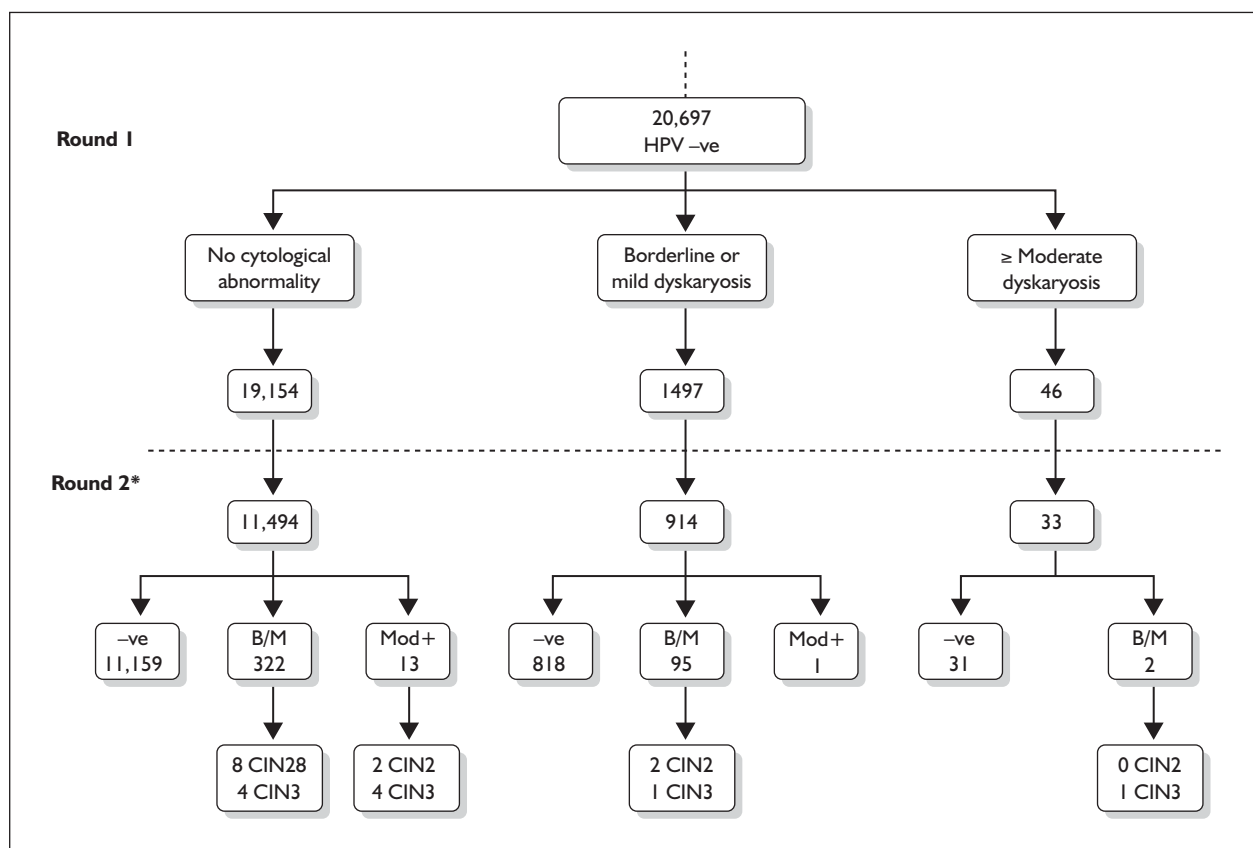 Round 1
20,697
HPV –ve
No cytological
abnormality
Borderline or
mild dyskaryosis
≥ Moderate
dyskaryosis
19,154
1497
46
Round 2*
11,494
914
33
–ve
11,159
B/M
322
Mod+
13
–ve
818
B/M
95
Mod+
1
–ve
31
B/M
2
8 CIN28
4 CIN3
2 CIN2
4 CIN3
2 CIN2
1 CIN3
0 CIN2
1 CIN3